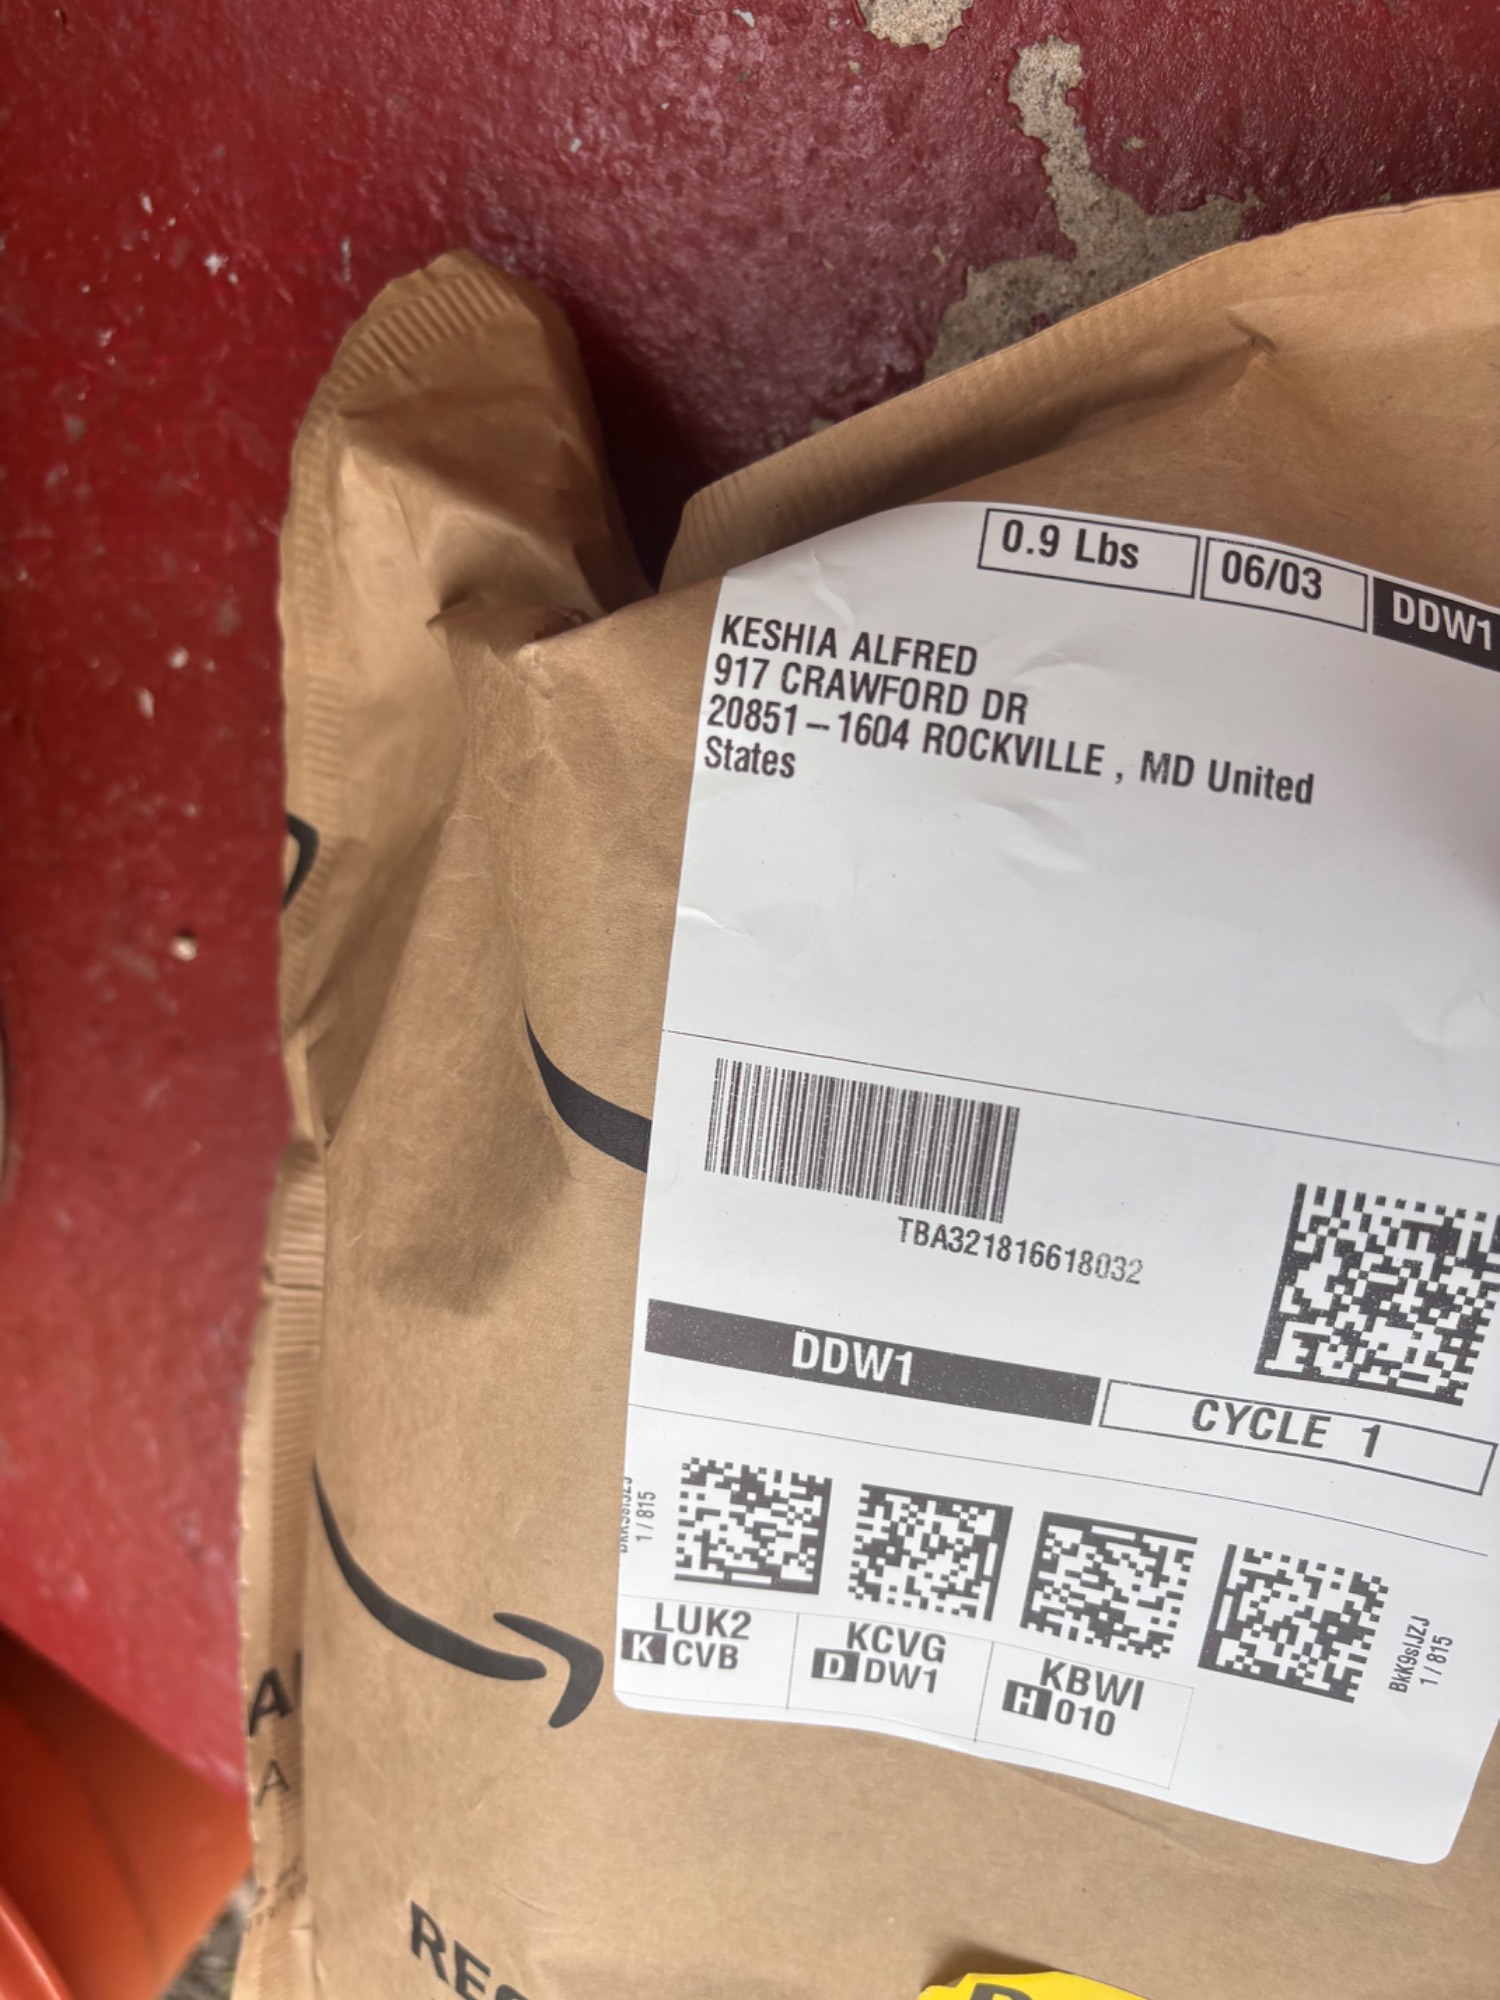 0.9 Lbs 06/03 DDW1
KESHIA ALFRED
917 CRAWFORD DR
20851-1604 ROCKVILLE , MD United
States
TBA321816618032
DDW1
CYCLE 1
1/815
LUK2
K CVB
KCVG
D DW1
KBWI
H 010
BkK9sIJZJ
1/815
A